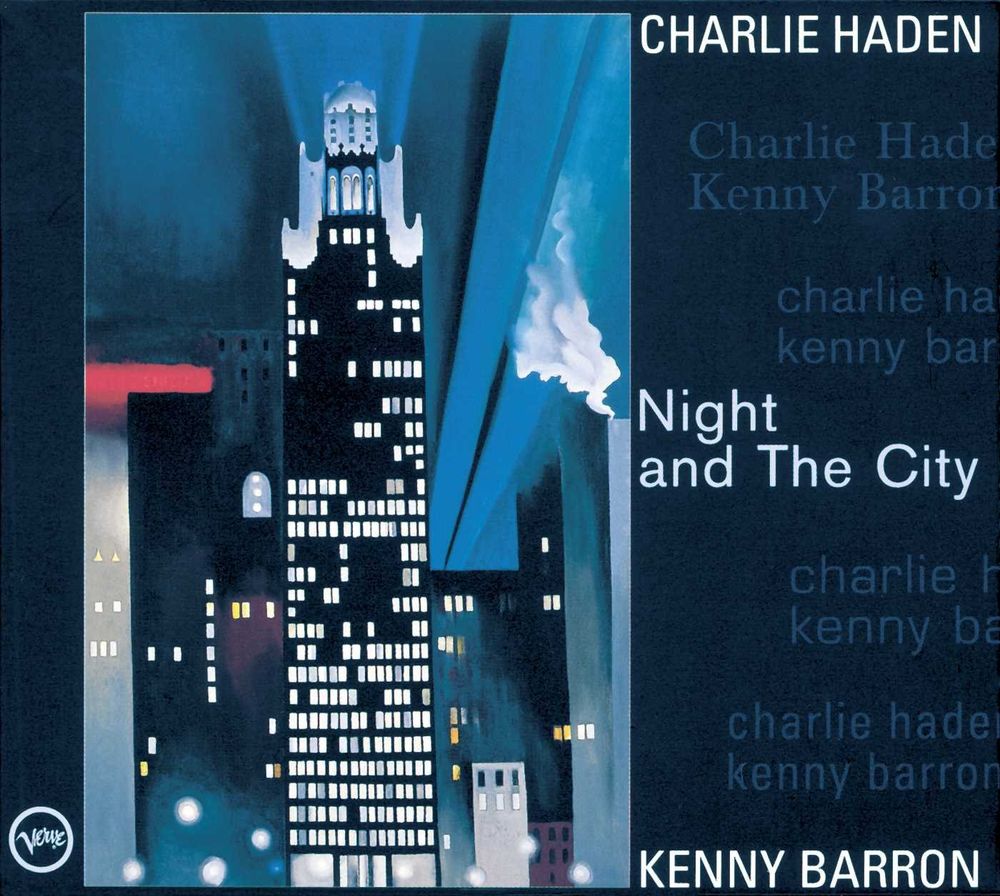 CHARLIE HADEN
Charlie Hade
Kenny Barron
charlie ha
kenny bar
Night
and The City
charlie h
kenny ba
charlie haden
kenny barron
Verve
KENNY BARRON